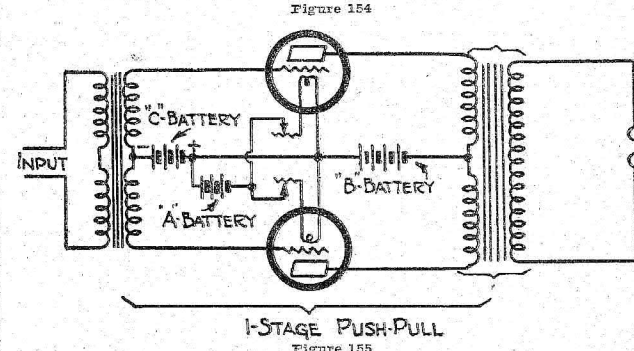 Figure 154
"C"-BATTERY
INPUT
- +
"A"-BATTERY
"B"-BATTERY
1-STAGE PUSH-PULL
Figure 155